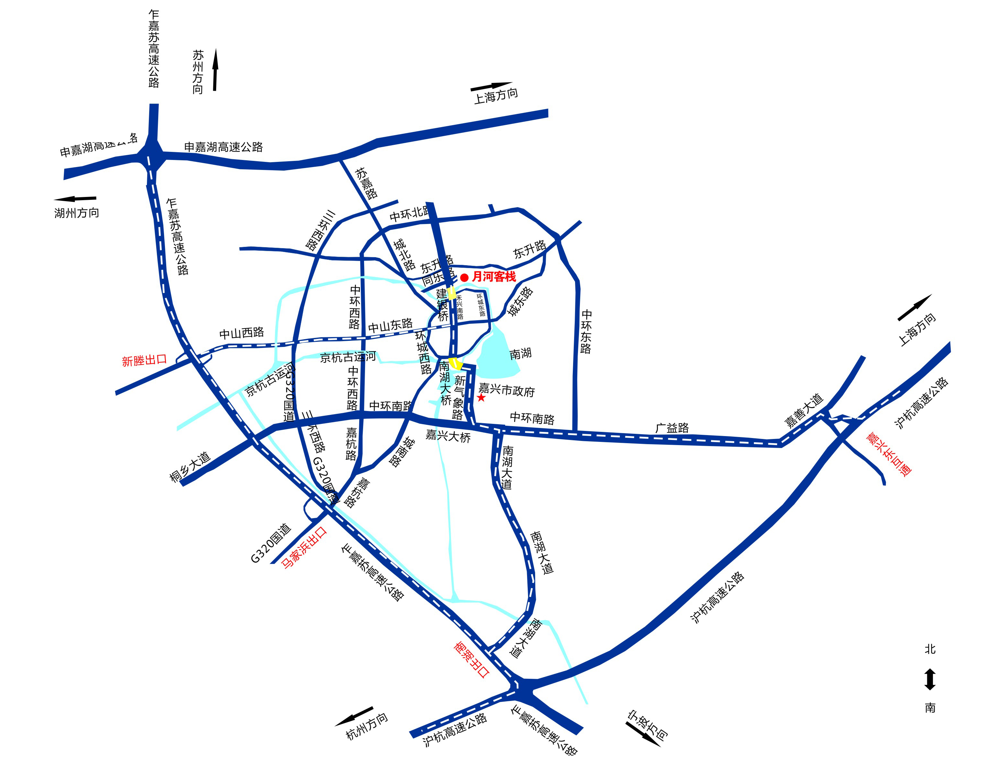 乍嘉苏高速公路
苏州方向
上海方向
申嘉湖高速公路
申嘉湖高速公路
湖州方向
乍嘉苏高速公路
苏嘉路
三环西路
中环北路
城北路
东升路
东升路
同乐路
月河客栈
建银桥
禾兴南路
环城东路
城东路
中环西路
中环东路
中山西路
中山东路
环城西路
新塍出口
京杭古运河
京杭古运河
南湖
上海方向
G320国道
中环西路
南湖大桥
新气象路
嘉兴市政府
中环南路
中环南路
广益路
嘉善大道
沪杭高速公路
嘉兴东互通
三环西路
G320国道
嘉杭路
城南路
嘉兴大桥
南湖大道
桐乡大道
嘉杭路
G320国道
马家浜出口
乍嘉苏高速公路
南湖大道
沪杭高速公路
南湖大道
南湖出口
北
南
杭州方向
沪杭高速公路
乍嘉苏高速公路
宁波方向